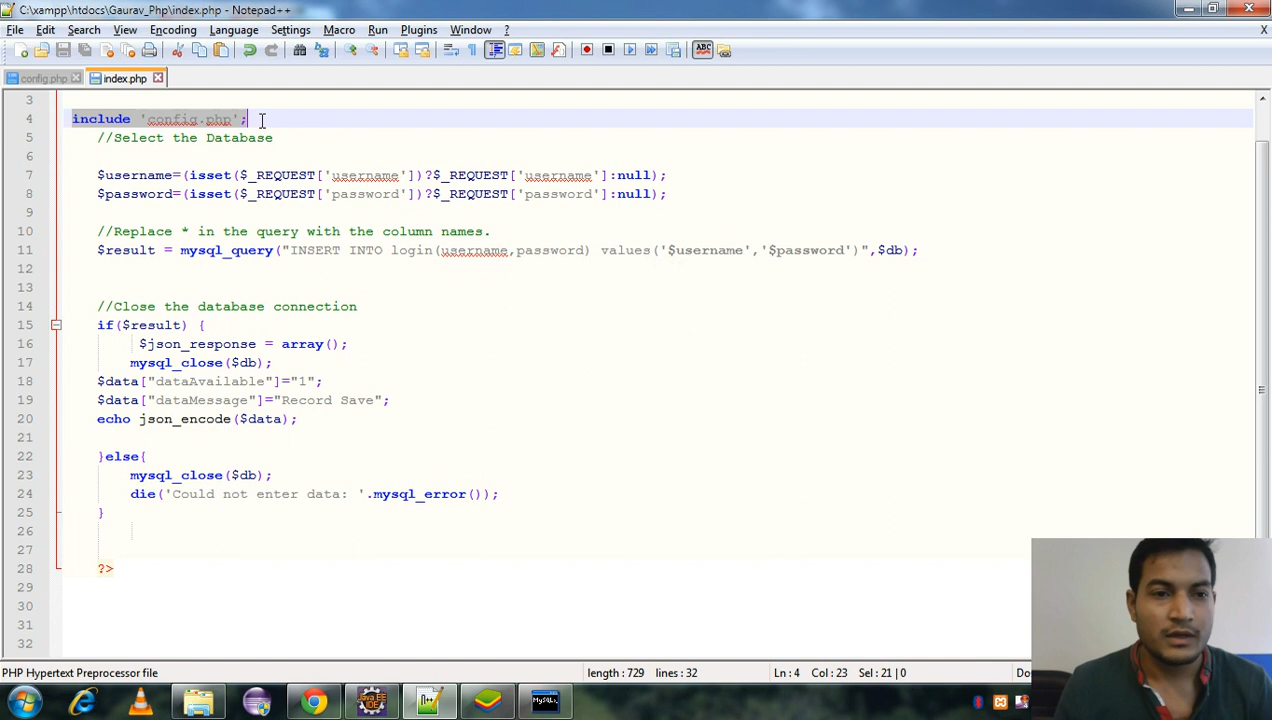 C:\xampp\htdocs\Gaurav_Php\index.php - Notepad++
File Edit Search View Encoding Language Settings Macro Run Plugins Window ? X
config.php index.php
3
4 include 'config.php';
5 //Select the Database
6
7 $username=(isset($_REQUEST['username'])?$_REQUEST['username']:null);
8 $password=(isset($_REQUEST['password'])?$_REQUEST['password']:null);
9
10 //Replace * in the query with the column names.
11 $result = mysql_query("INSERT INTO login(username,password) values('$username','$password')",$db);
12
13
14 //Close the database connection
15 if($result) {
16 $json_response = array();
17 mysql_close($db);
18 $data["dataAvailable"]="1";
19 $data["dataMessage"]="Record Save";
20 echo json_encode($data);
21
22 }else{
23 mysql_close($db);
24 die('Could not enter data: '.mysql_error());
25 }
26
27
28 ?>
29
30
31
32
PHP Hypertext Preprocessor file length : 729 lines : 32 Ln : 4 Col : 23 Sel : 21 | 0